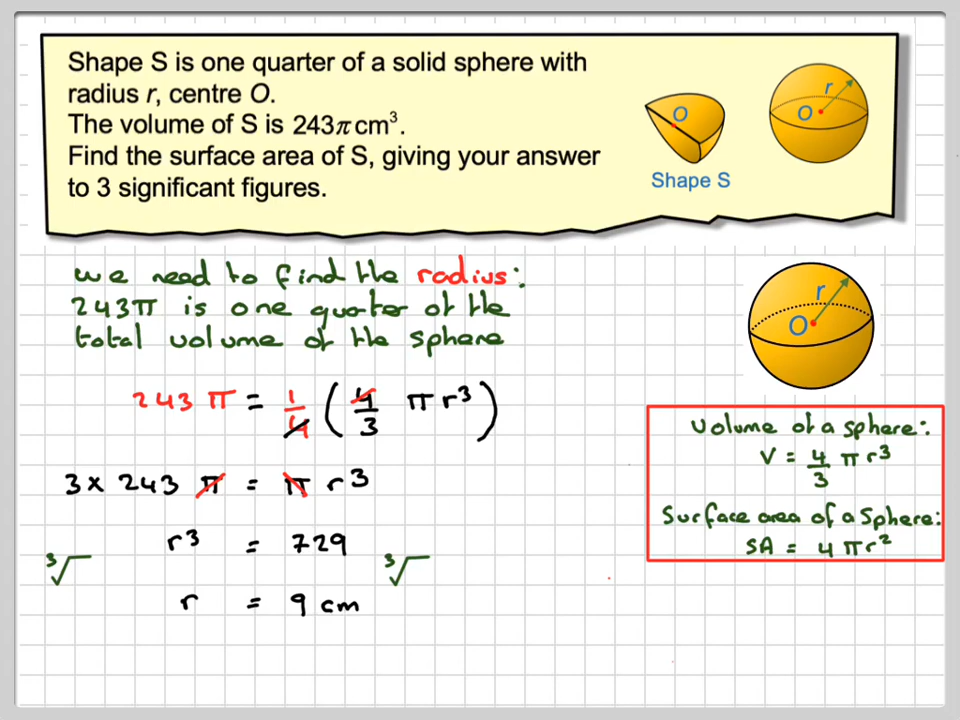 Shape S is one quarter of a solid sphere with
radius r, centre O.
The volume of S is 243π cm³.
Find the surface area of S, giving your answer
to 3 significant figures.
O
Shape S
r
O
we need to find the radius:
243π is one quarter of the
total volume of the sphere
243 π = 1/4 ( 4/3 π r³ )
3 × 243 π = π r³
r³ = 729
∛ ∛
r = 9 cm
r
O
Volume of a sphere:
V = 4/3 π r³
Surface area of a sphere:
SA = 4 π r²